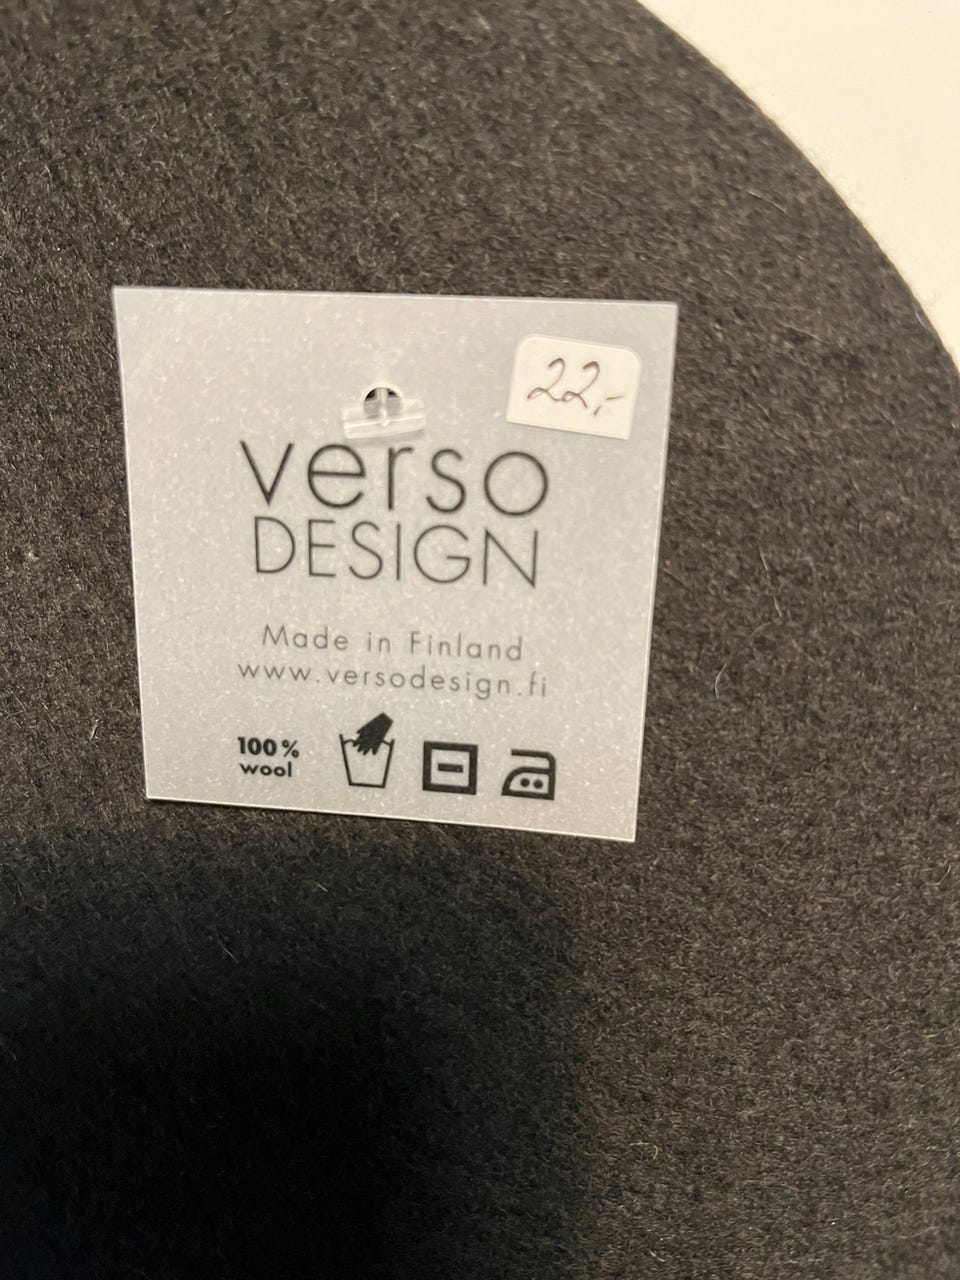 22,-
verso
DESIGN
Made in Finland
www.versodesign.fi
100%
wool